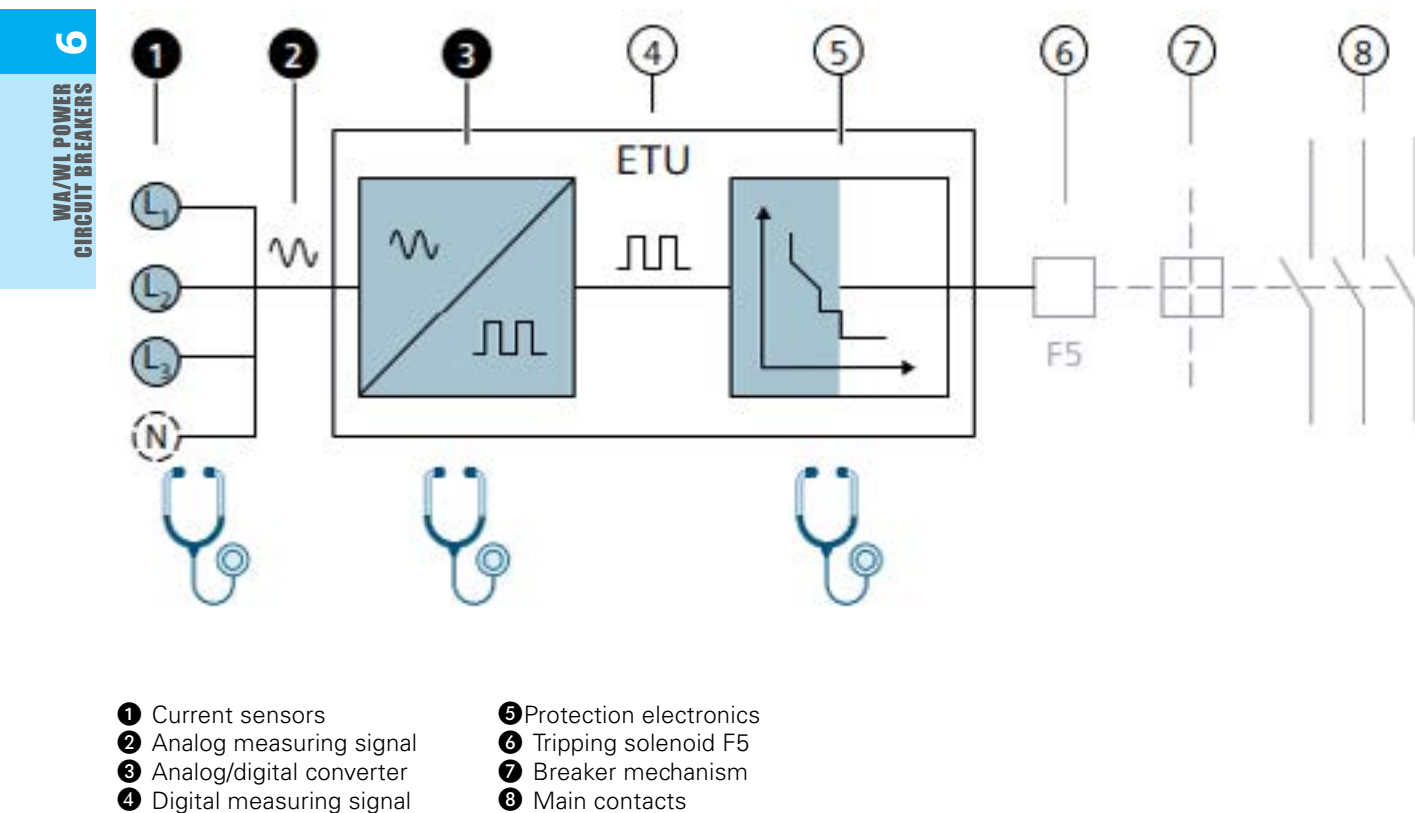 6
WA/WL POWER
CIRCUIT BREAKERS
1 2 3 4 5 6 7 8
ETU
L1
L2
L3
N
F5
1 Current sensors
2 Analog measuring signal
3 Analog/digital converter
4 Digital measuring signal
5Protection electronics
6 Tripping solenoid F5
7 Breaker mechanism
8 Main contacts